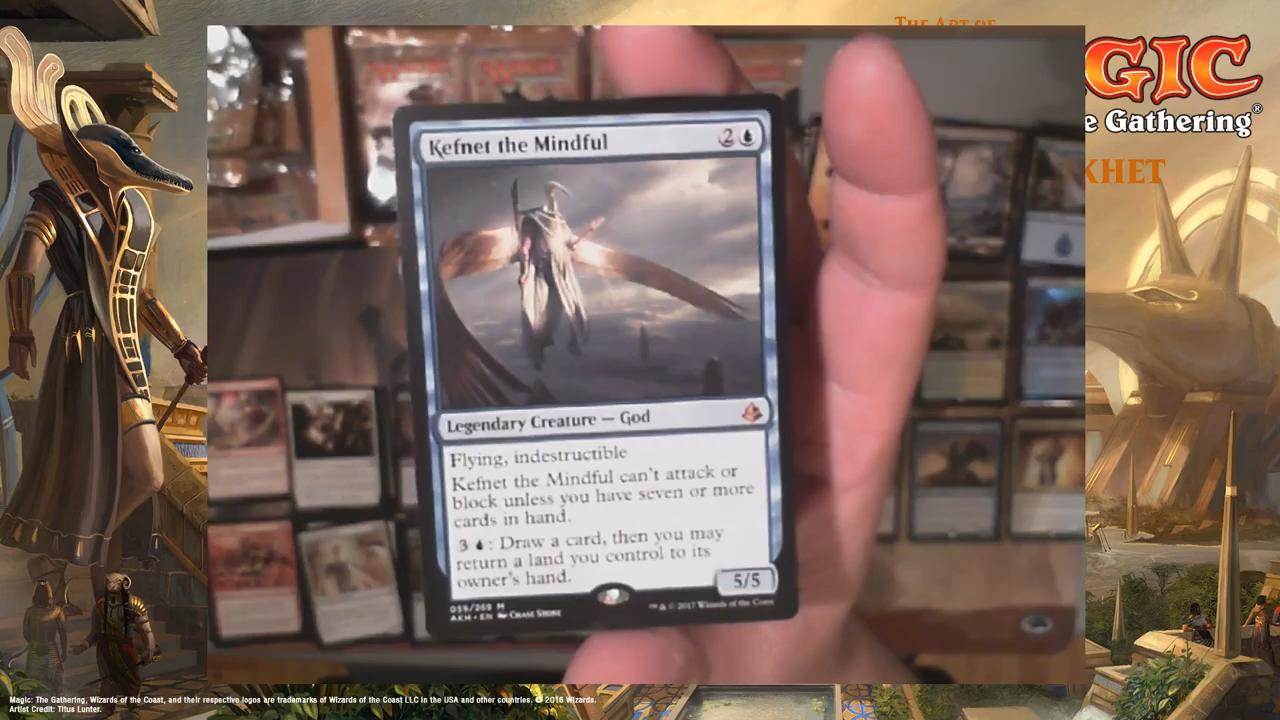 THE ART OF
GIC
e Gathering®
KHET
Kefnet the Mindful
2
Legendary Creature — God
Flying, indestructible
Kefnet the Mindful can't attack or
block unless you have seven or more
cards in hand.
3 : Draw a card, then you may
return a land you control to its
owner's hand.
5/5
059/269 M
AKH • EN Chase Stone
™ & © 2017 Wizards of the Coast
Magic: The Gathering, Wizards of the Coast, and their respective logos are trademarks of Wizards of the Coast LLC in the USA and other countries. © 2016 Wizards.
Artist Credit: Titus Lunter.